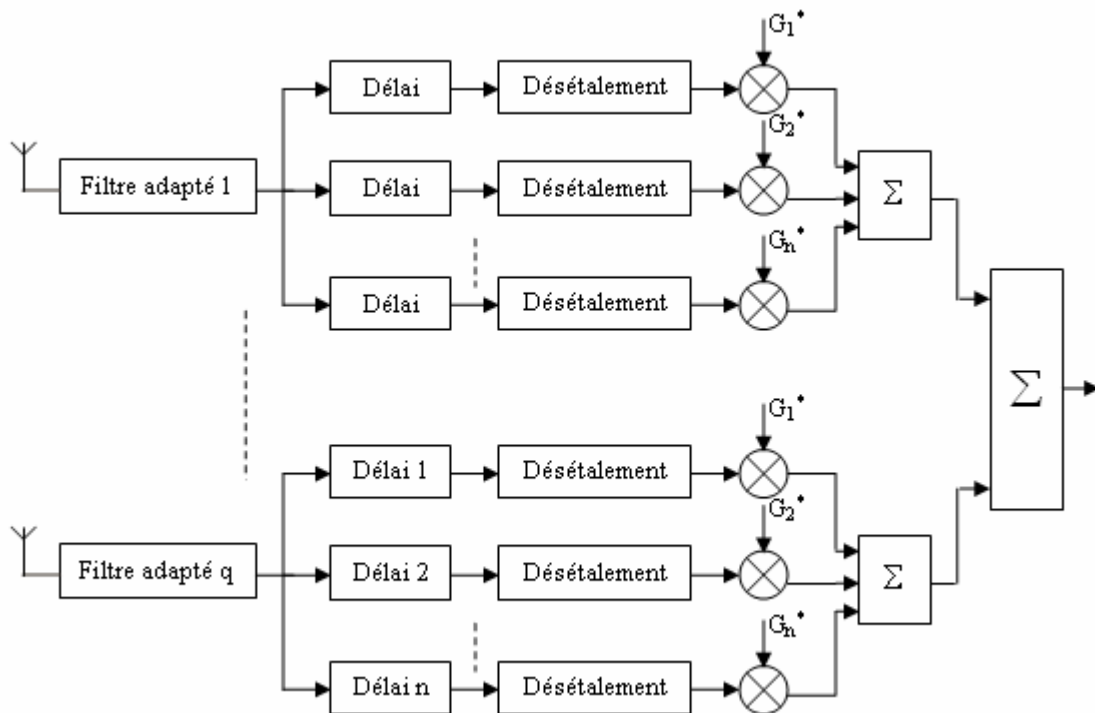 G₁*
Délai
Désétalement
G₂*
Filtre adapté 1
Délai
Désétalement
Σ
Gₙ*
Délai
Désétalement
Σ
G₁*
Délai 1
Désétalement
G₂*
Filtre adapté q
Délai 2
Désétalement
Σ
Gₙ*
Délai n
Désétalement